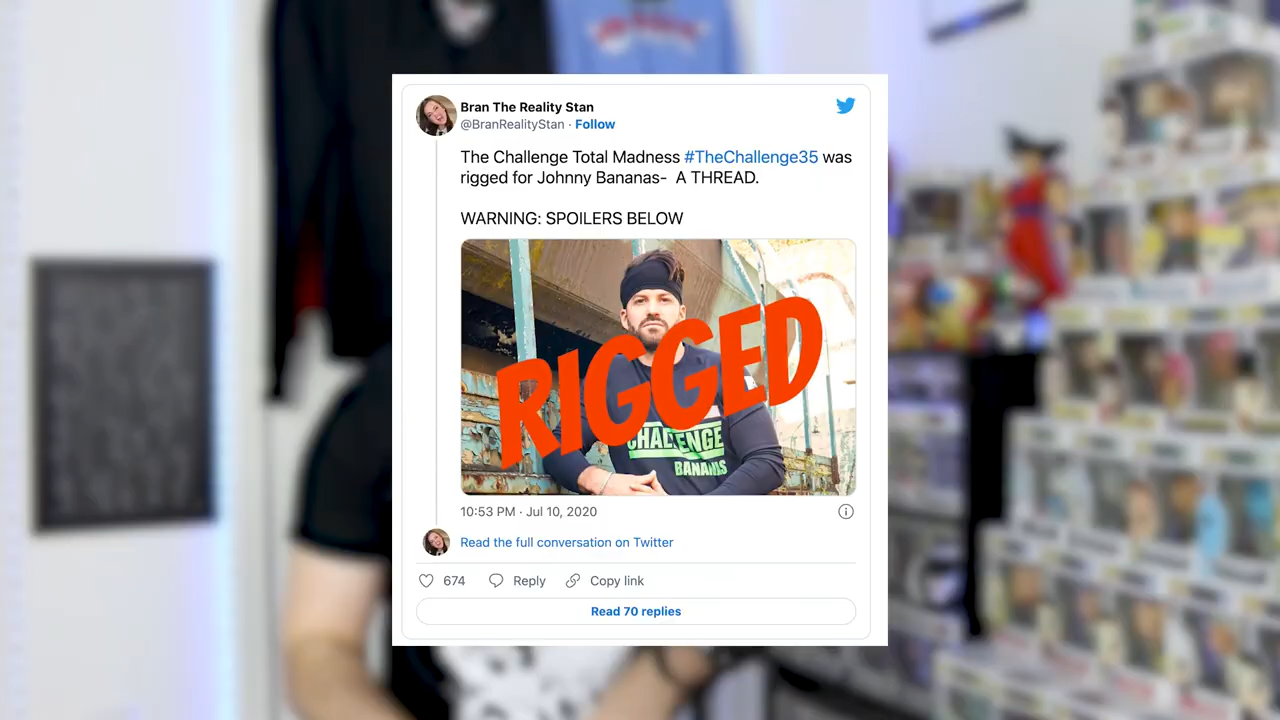 Bran The Reality Stan
@BranRealityStan · Follow
The Challenge Total Madness #TheChallenge35 was
rigged for Johnny Bananas-  A THREAD.
WARNING: SPOILERS BELOW
RIGGED
CHALLENGE
BANANAS
10:53 PM · Jul 10, 2020
Read the full conversation on Twitter
674 Reply Copy link
Read 70 replies